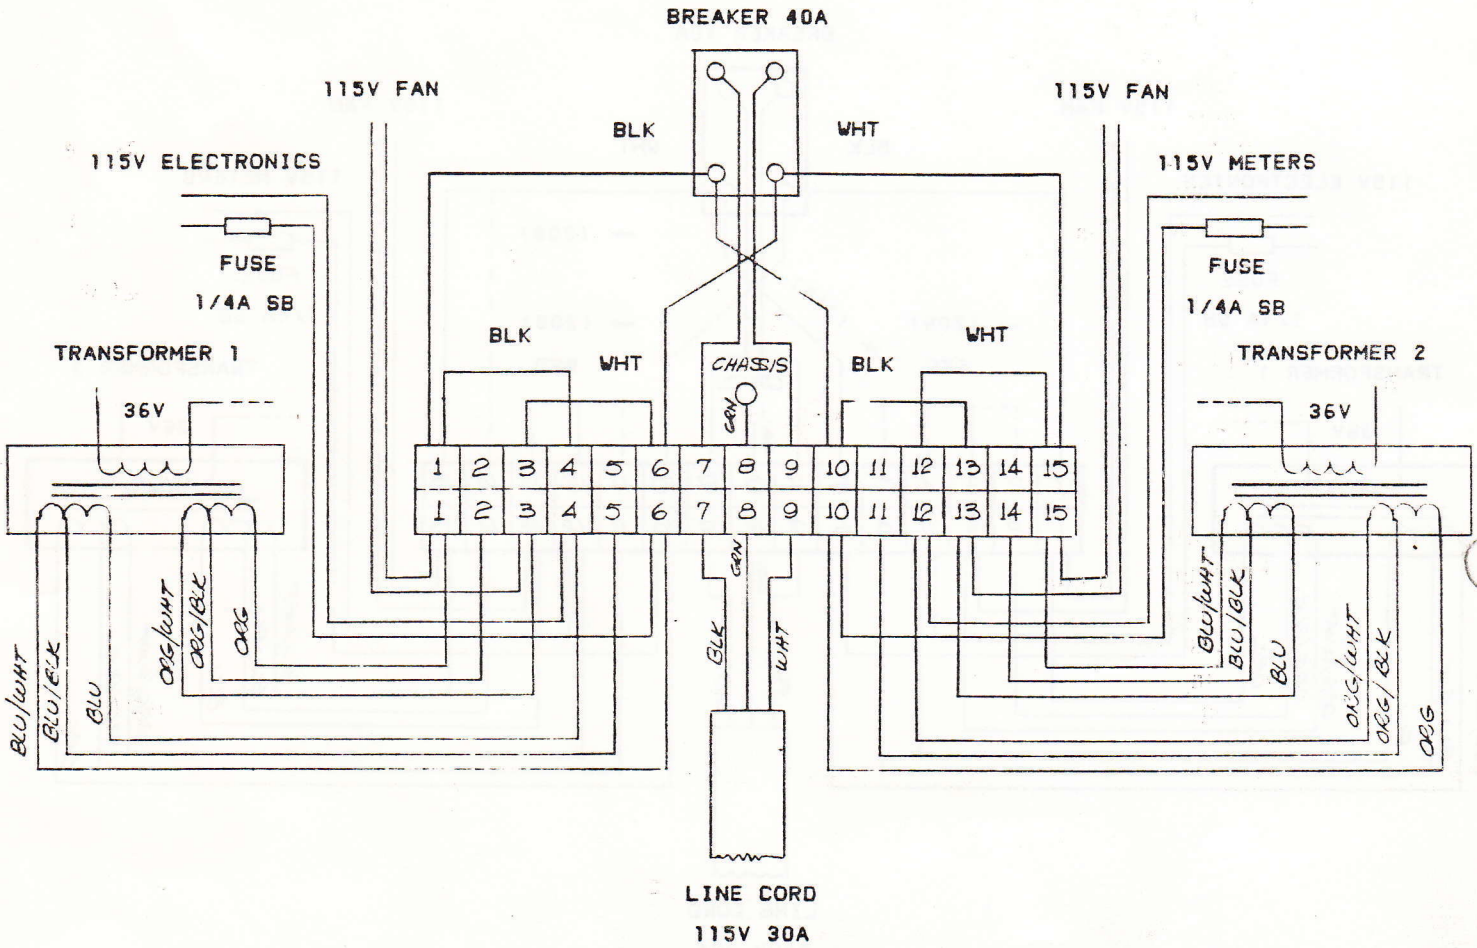 BREAKER 40A
115V FAN
115V FAN
BLK
WHT
115V ELECTRONICS
115V METERS
FUSE
1/4A SB
FUSE
1/4A SB
BLK
WHT
WHT
BLK
CHASSIS
TRANSFORMER 1
TRANSFORMER 2
36V
36V
GRN
1 2 3 4 5 6 7 8 9 10 11 12 13 14 15
1 2 3 4 5 6 7 8 9 10 11 12 13 14 15
GRN
BLU/WHT
BLU/BLK
BLU
ORG/WHT
ORG/BLK
ORG
BLK
WHT
BLU/WHT
BLU/BLK
BLU
ORG/WHT
ORG/BLK
ORG
LINE CORD
115V 30A